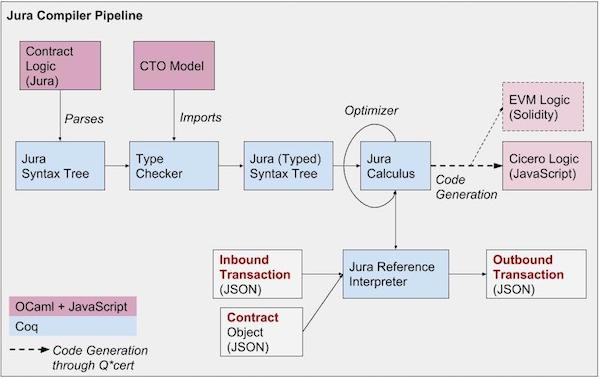 Jura Compiler Pipeline
Contract
Logic
(Jura)
CTO Model
Parses
Imports
Optimizer
EVM Logic
(Solidity)
Jura
Syntax Tree
Type
Checker
Jura (Typed)
Syntax Tree
Jura
Calculus
Code
Generation
Cicero Logic
(JavaScript)
Inbound
Transaction
(JSON)
Jura Reference
Interpreter
Outbound
Transaction
(JSON)
Contract
Object
(JSON)
OCaml + JavaScript
Coq
Code Generation
through Q*cert